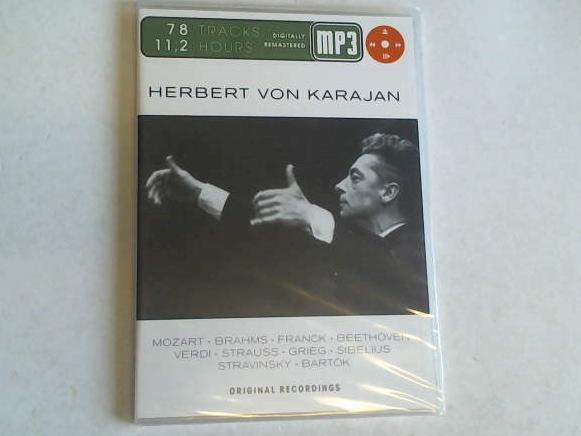 78 TRACKS
11,2 HOURS
DIGITALLY
REMASTERED
mp3
HERBERT VON KARAJAN
MOZART · BRAHMS · FRANCK · BEETHOVEN
VERDI · STRAUSS · GRIEG · SIBELIUS
STRAVINSKY · BARTÓK
ORIGINAL RECORDINGS